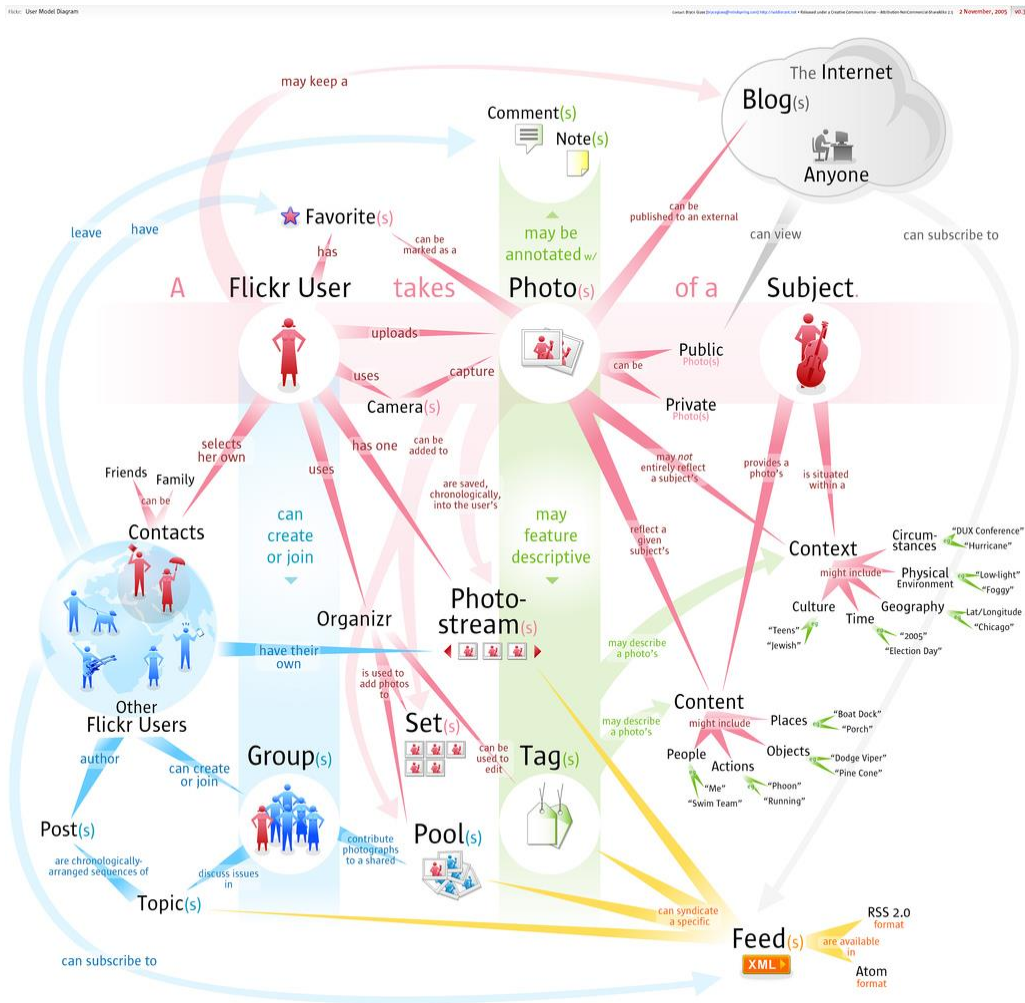 Flickr: User Model Diagram
2 November, 2005 v0.3
may keep a
The Internet
Blog(s)
Anyone
Comment(s)
Note(s)
leave
have
Favorite(s)
has
can be
marked as a
may be
annotated w/
can be
published to an external
can view
can subscribe to
A
Flickr User
takes
Photo(s)
of a
Subject.
uploads
uses
capture
Camera(s)
can be
Public
Photo(s)
Private
Photo(s)
selects
her own
uses
has one
can be
added to
are saved,
chronologically,
into the user's
may not
entirely reflect
a subject's
provides a
photo's
is situated
within a
Friends
Family
can be
Contacts
can
create
or join
may
feature
descriptive
reflect a
given
subject's
Context
might include
Circum-
stances
"DUX Conference"
"Hurricane"
Physical
Environment
"Low-light"
"Foggy"
Geography
Lat/Longitude
"Chicago"
Culture
"Teens"
"Jewish"
Time
"2005"
"Election Day"
Organizr
Photo-
stream(s)
have their
own
is used to
add photos
to
may describe
a photo's
may describe
a photo's
Other
Flickr Users
Content
might include
Places
"Boat Dock"
"Porch"
Objects
"Dodge Viper"
"Pine Cone"
People
"Me"
"Swim Team"
Actions
"Phoon"
"Running"
Set(s)
can be
used to
edit
Tag(s)
author
can create
or join
Group(s)
Post(s)
are chronologically-
arranged sequences of
discuss issues
in
Topic(s)
contribute
photographs
to a shared
Pool(s)
can syndicate
a specific
Feed(s)
XML
are available
in
RSS 2.0
format
Atom
format
can subscribe to